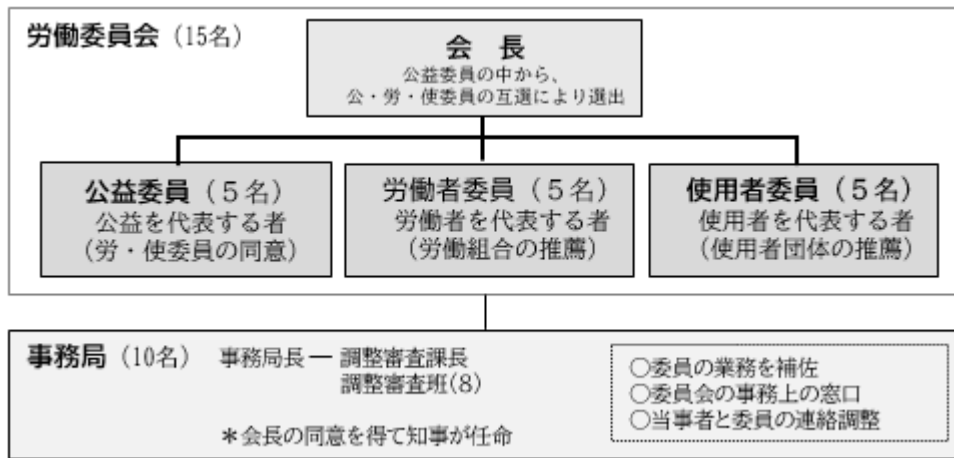 労働委員会（15名）
会　長
公益委員の中から、
公・労・使委員の互選により選出
公益委員（５名）
公益を代表する者
（労・使委員の同意）
労働者委員（５名）
労働者を代表する者
（労働組合の推薦）
使用者委員（５名）
使用者を代表する者
（使用者団体の推薦）
事務局（10名）　事務局長 ー 調整審査課長
調整審査班(８)
＊会長の同意を得て知事が任命
○委員の業務を補佐
○委員会の事務上の窓口
○当事者と委員の連絡調整